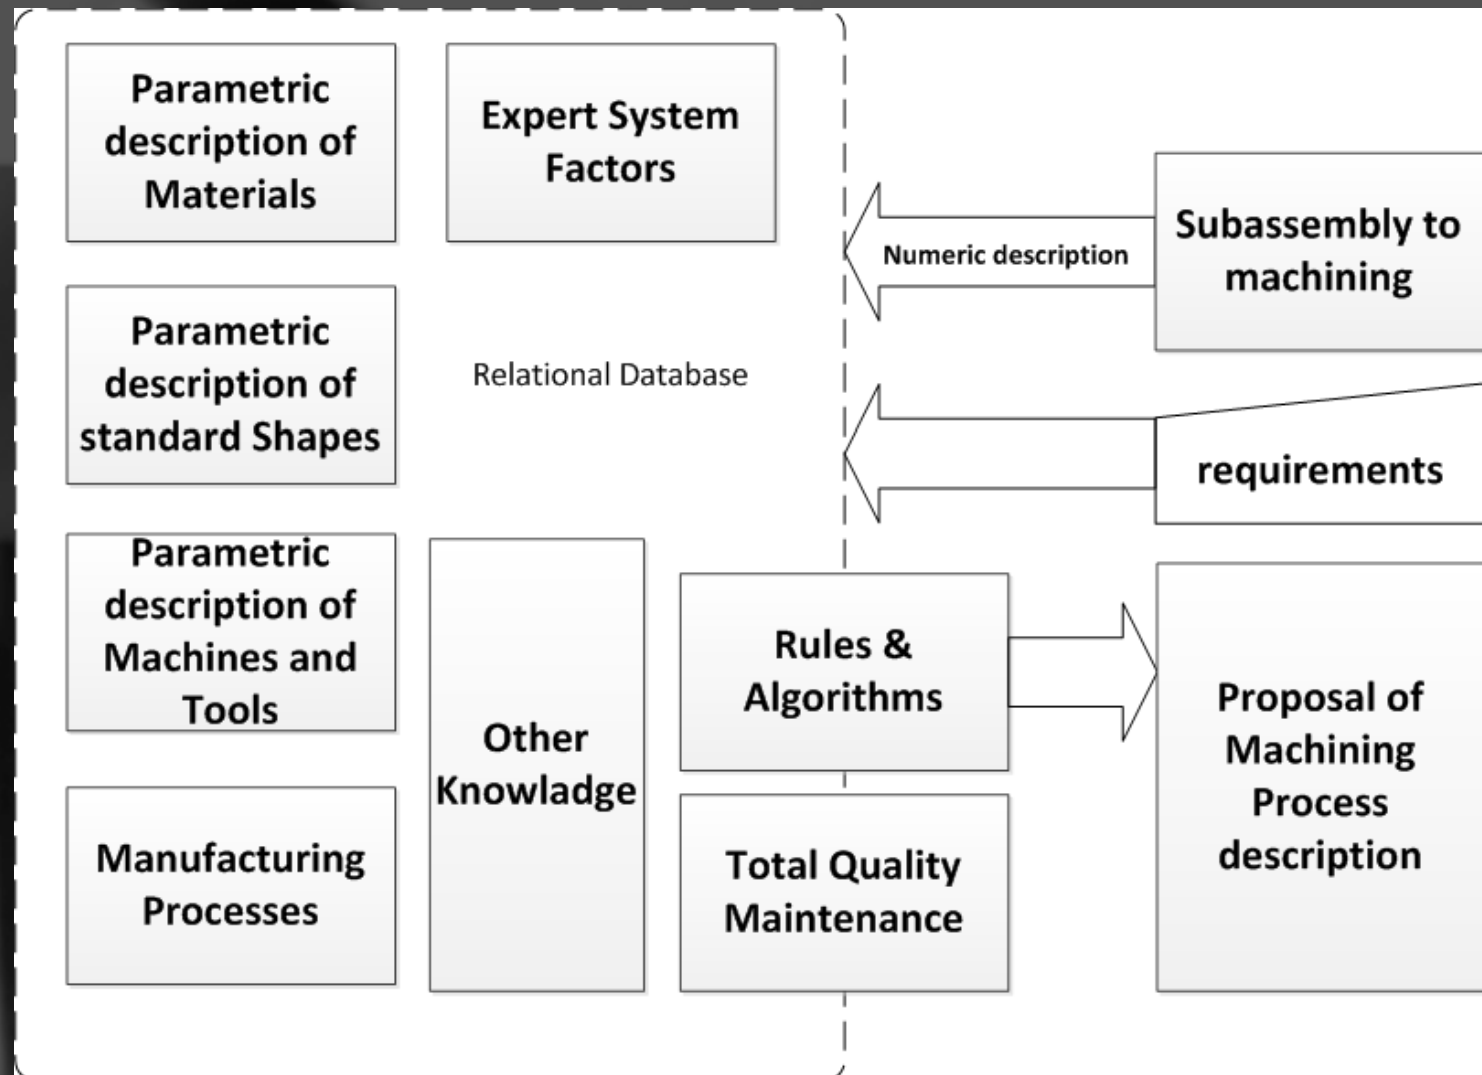 Parametric
description of
Materials
Expert System
Factors
Parametric
description of
standard Shapes
Relational Database
Numeric description
Subassembly to
machining
requirements
Parametric
description of
Machines and
Tools
Other
Knowladge
Rules &
Algorithms
Proposal of
Machining
Process
description
Manufacturing
Processes
Total Quality
Maintenance